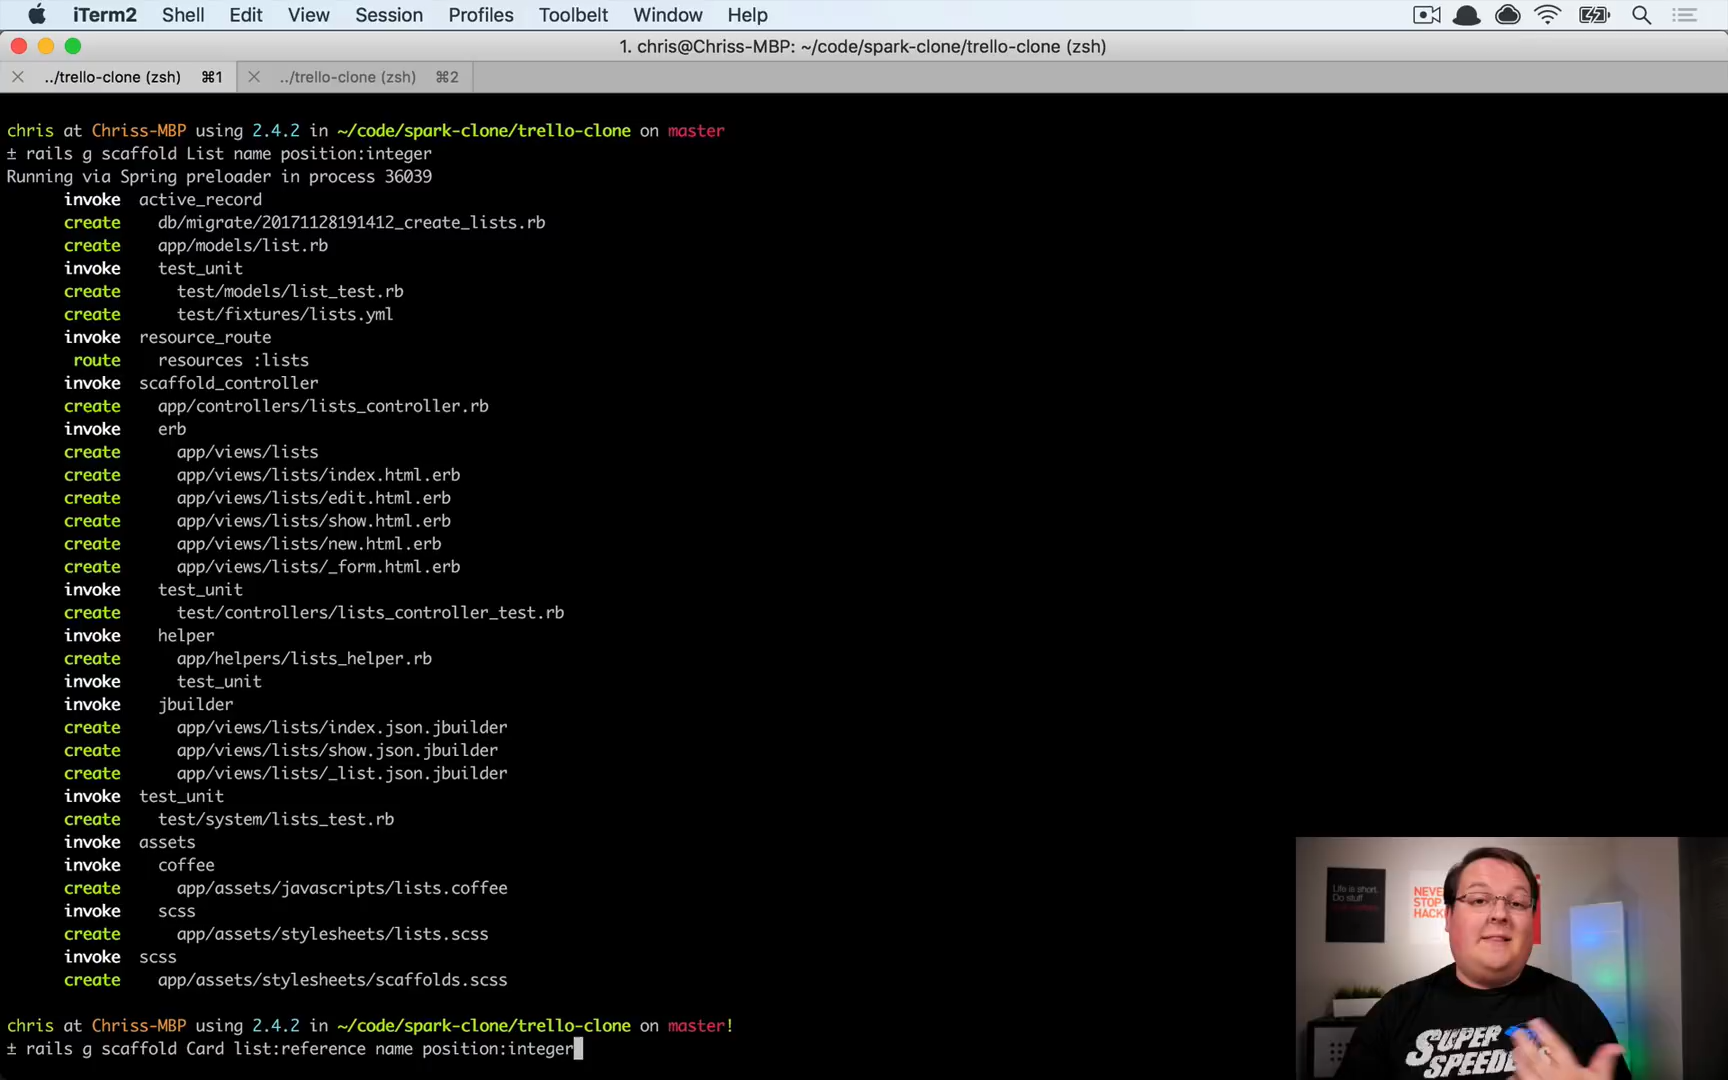 iTerm2 Shell Edit View Session Profiles Toolbelt Window Help
1. chris@Chriss-MBP: ~/code/spark-clone/trello-clone (zsh)
../trello-clone (zsh) ⌘1 ../trello-clone (zsh) ⌘2
chris at Chriss-MBP using 2.4.2 in ~/code/spark-clone/trello-clone on master
± rails g scaffold List name position:integer
Running via Spring preloader in process 36039
invoke active_record
create db/migrate/20171128191412_create_lists.rb
create app/models/list.rb
invoke test_unit
create test/models/list_test.rb
create test/fixtures/lists.yml
invoke resource_route
route resources :lists
invoke scaffold_controller
create app/controllers/lists_controller.rb
invoke erb
create app/views/lists
create app/views/lists/index.html.erb
create app/views/lists/edit.html.erb
create app/views/lists/show.html.erb
create app/views/lists/new.html.erb
create app/views/lists/_form.html.erb
invoke test_unit
create test/controllers/lists_controller_test.rb
invoke helper
create app/helpers/lists_helper.rb
invoke test_unit
invoke jbuilder
create app/views/lists/index.json.jbuilder
create app/views/lists/show.json.jbuilder
create app/views/lists/_list.json.jbuilder
invoke test_unit
create test/system/lists_test.rb
invoke assets
invoke coffee
create app/assets/javascripts/lists.coffee
invoke scss
create app/assets/stylesheets/lists.scss
invoke scss
create app/assets/stylesheets/scaffolds.scss
chris at Chriss-MBP using 2.4.2 in ~/code/spark-clone/trello-clone on master!
± rails g scaffold Card list:reference name position:integer
Life is short.
Do stuff
NEVER
STOP
HACK
SUPER
SPEED